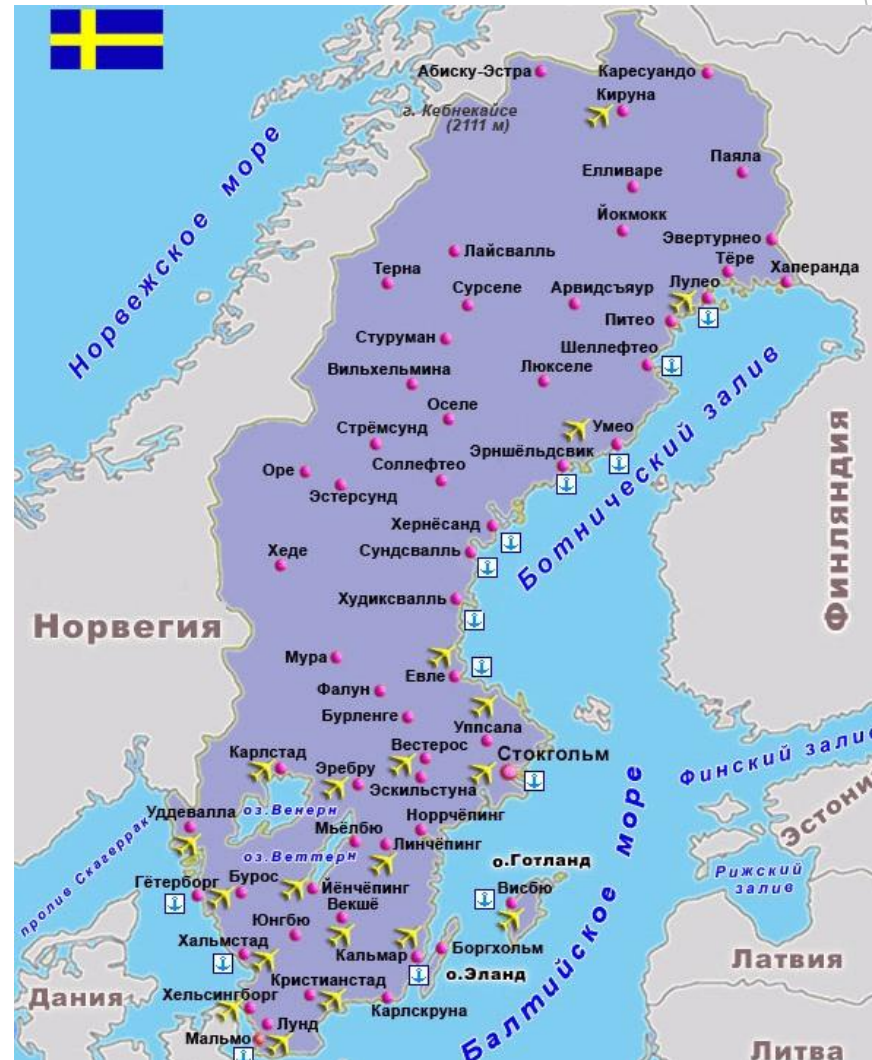 Абиску-Эстра
Каресуандо
г. Кебнекайсе
(2111 м)
Кируна
Норвежское море
Паяла
Елливаре
Йокмокк
Эвертурнео
Лайсвалль
Тёре
Хаперанда
Терна
Сурселе
Арвидсъяур
Лулео
Питео
Стуруман
Шеллефтео
Вильхельмина
Люкселе
Оселе
Умео
Стрёмсунд
Эрншёльдсвик
Ботнический залив
Финляндия
Оре
Соллефтео
Эстерсунд
Хернёсанд
Хеде
Сундсвалль
Худиксвалль
Норвегия
Мура
Евле
Фалун
Бурленге
Уппсала
Карлстад
Вестерос
Стокгольм
Финский залив
Эребру
Эскильстуна
Уддевалла
оз.Венерн
Норрчёпинг
Эстони
Мьёлбю
Линчёпинг
пролив Скагеррак
оз.Веттерн
о.Готланд
Рижский
залив
Гётерборг
Бурос
Йёнчёпинг
Висбю
Векшё
Юнгбю
Хальмстад
Кальмар
Боргхольм
Балтийское море
Латвия
о.Эланд
Дания
Кристианстад
Хельсингборг
Карлскруна
Лунд
Мальмо
Литва